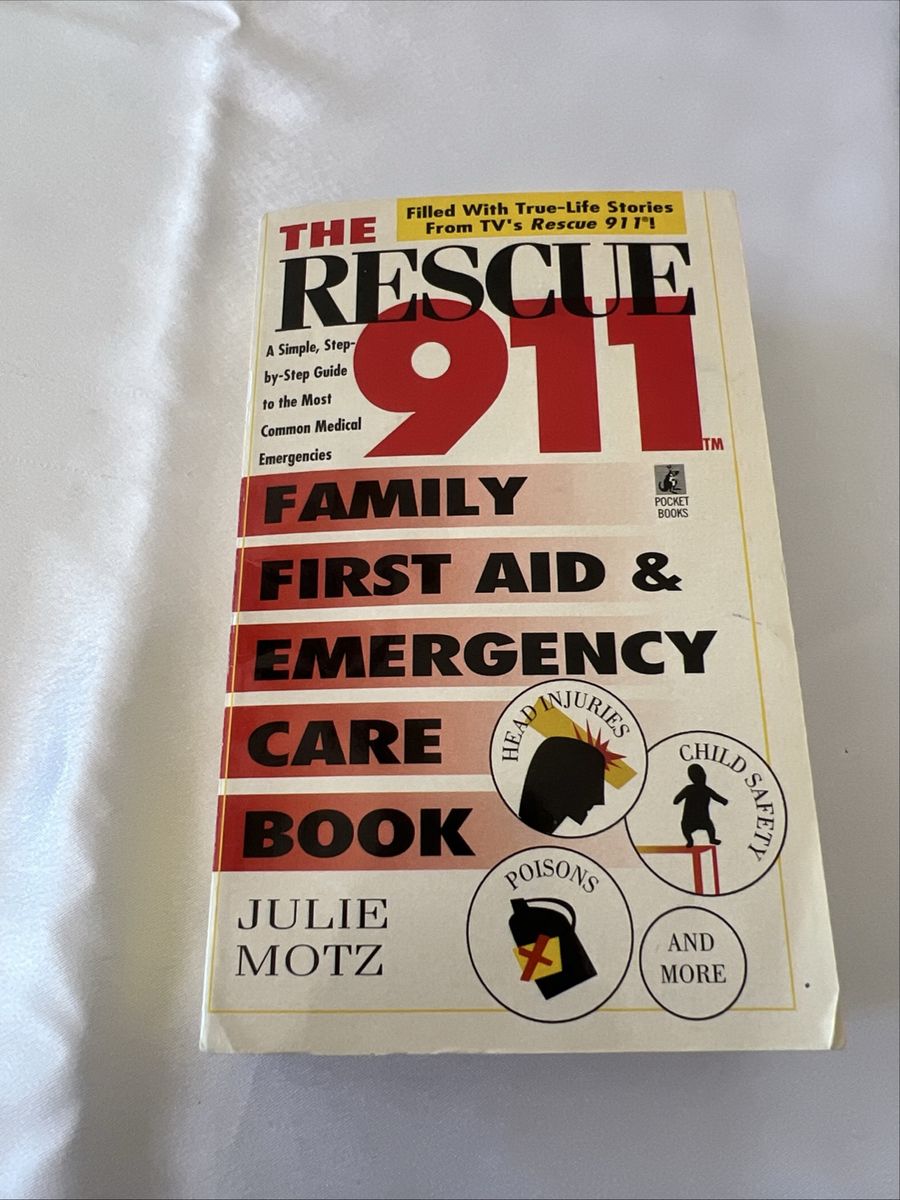 Filled With True-Life Stories
From TV's Rescue 911®!
THE
RESCUE
911™
A Simple, Step-
by-Step Guide
to the Most
Common Medical
Emergencies
FAMILY
POCKET
BOOKS
FIRST AID &
EMERGENCY
CARE
BOOK
HEAD INJURIES
CHILD SAFETY
POISONS
AND
MORE
JULIE
MOTZ